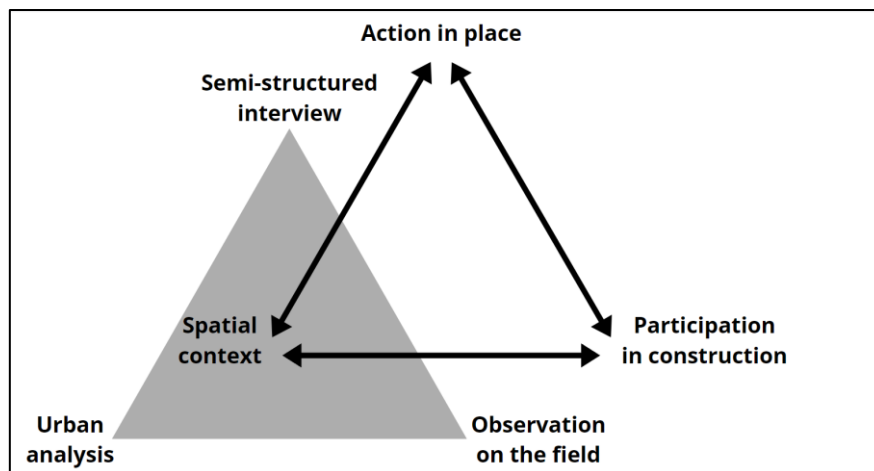 Action in place
Semi-structured
interview
Spatial
context
Participation
in construction
Urban
analysis
Observation
on the field